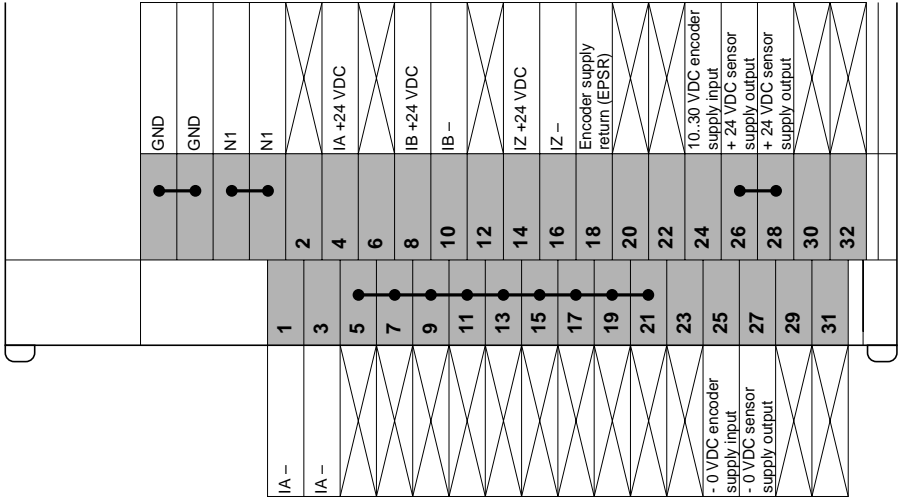 GND
GND
N1
N1
IA +24 VDC
IB +24 VDC
IB –
IZ +24 VDC
IZ –
Encoder supply
return (EPSR)
10..30 VDC encoder
supply input
+ 24 VDC sensor
supply output
+ 24 VDC sensor
supply output
2
4
6
8
10
12
14
16
18
20
22
24
26
28
30
32
1
3
5
7
9
11
13
15
17
19
21
23
25
27
29
31
IA –
IA –
- 0 VDC encoder
supply input
- 0 VDC sensor
supply output